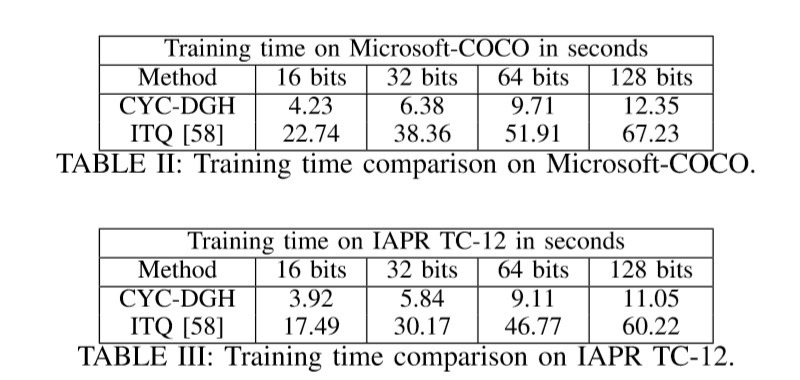 Training time on Microsoft-COCO in seconds
Method 16 bits 32 bits 64 bits 128 bits
CYC-DGH 4.23 6.38 9.71 12.35
ITQ [58] 22.74 38.36 51.91 67.23
TABLE II: Training time comparison on Microsoft-COCO.
Training time on IAPR TC-12 in seconds
Method 16 bits 32 bits 64 bits 128 bits
CYC-DGH 3.92 5.84 9.11 11.05
ITQ [58] 17.49 30.17 46.77 60.22
TABLE III: Training time comparison on IAPR TC-12.